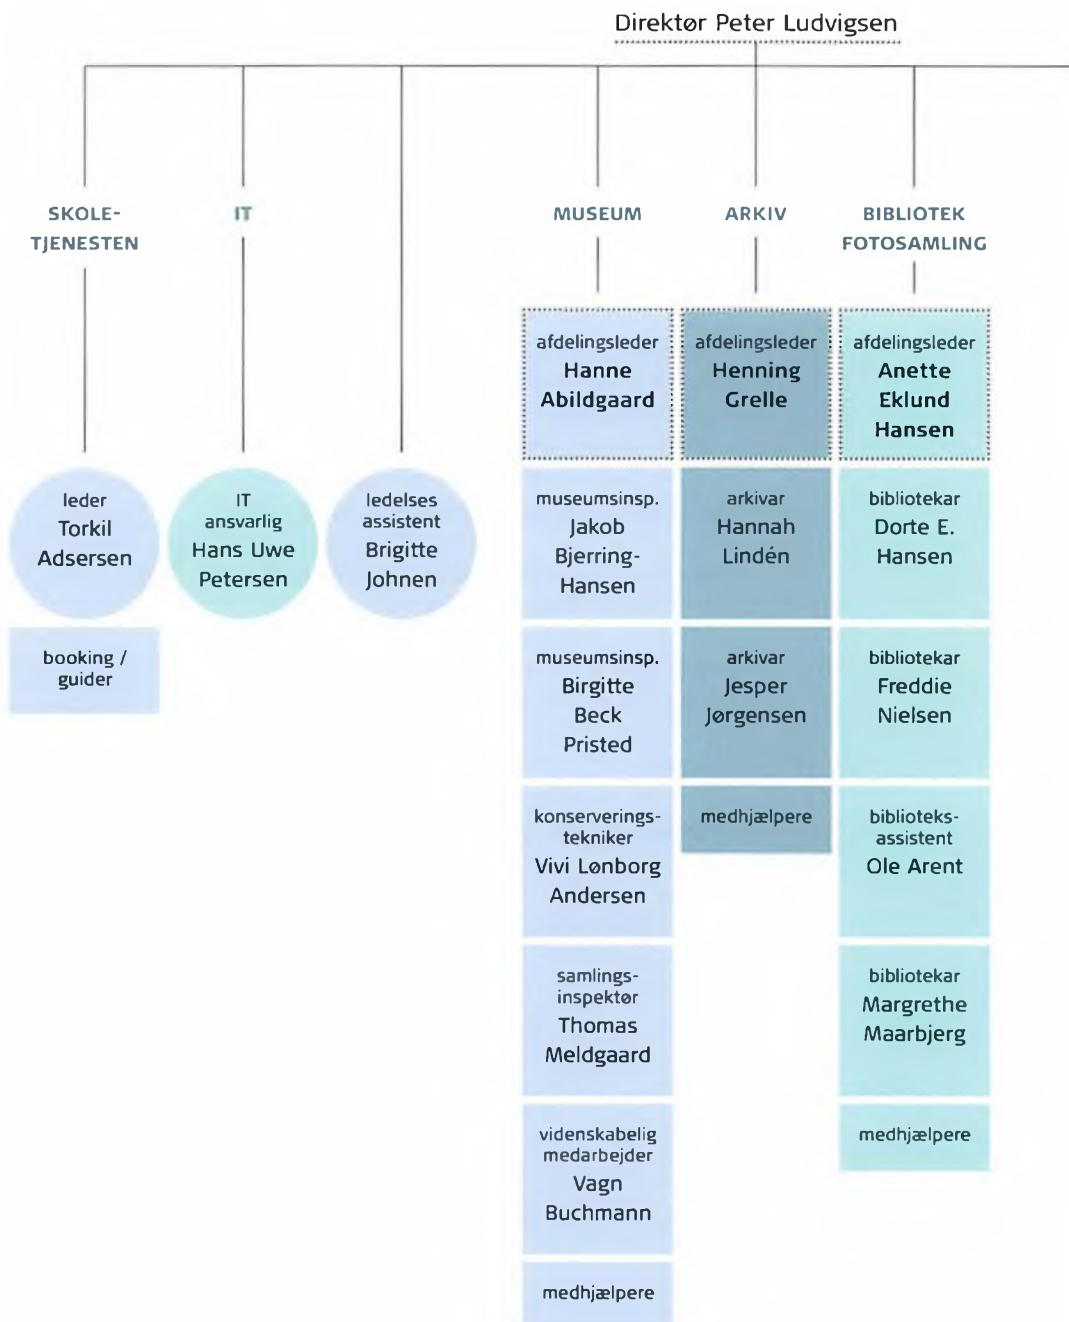 Direktør Peter Ludvigsen
SKOLE-
TJENESTEN
IT
MUSEUM
ARKIV
BIBLIOTEK
FOTOSAMLING
leder
Torkil
Adsersen
booking /
guider
IT
ansvarlig
Hans Uwe
Petersen
ledelses
assistent
Brigitte
Johnen
afdelingsleder
Hanne
Abildgaard
museumsinsp.
Jakob
Bjerring-
Hansen
museumsinsp.
Birgitte
Beck
Pristed
konserverings-
tekniker
Vivi Lønborg
Andersen
samlings-
inspektør
Thomas
Meldgaard
videnskabelig
medarbejder
Vagn
Buchmann
medhjælpere
afdelingsleder
Henning
Grelle
arkivar
Hannah
Lindén
arkivar
Jesper
Jørgensen
medhjælpere
afdelingsleder
Anette
Eklund
Hansen
bibliotekar
Dorte E.
Hansen
bibliotekar
Freddie
Nielsen
biblioteks-
assistent
Ole Arent
bibliotekar
Margrethe
Maarbjerg
medhjælpere